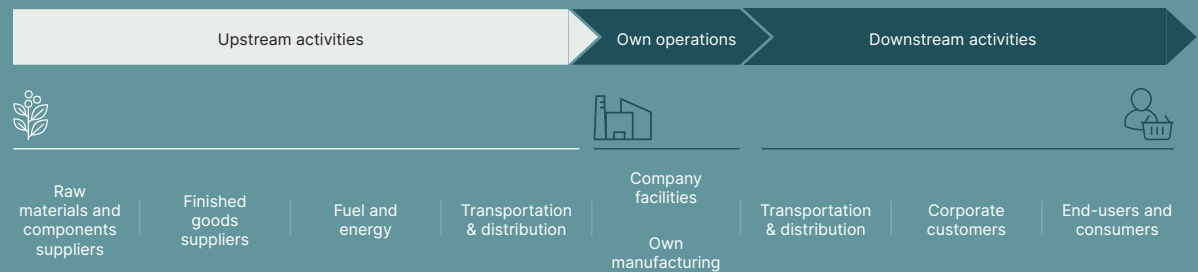 Upstream activities
Own operations
Downstream activities
Raw
materials and
components
suppliers
Finished
goods
suppliers
Fuel and
energy
Transportation
& distribution
Company
facilities
Own
manufacturing
Transportation
& distribution
Corporate
customers
End-users and
consumers